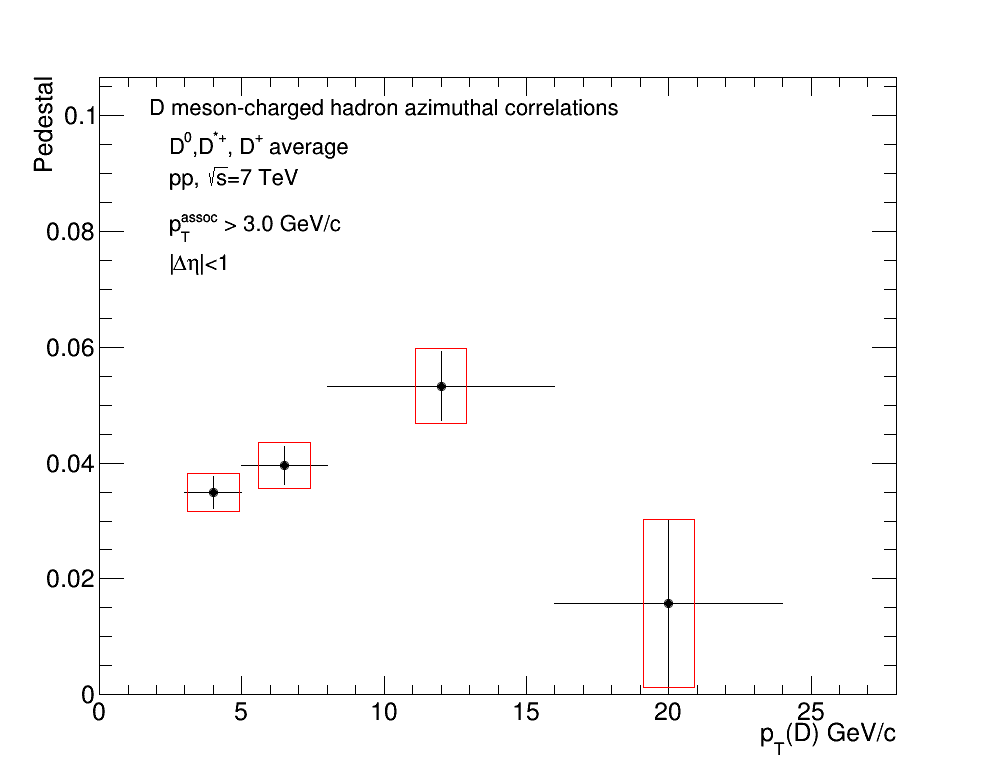 Pedestal
D meson-charged hadron azimuthal correlations
D⁰,D*⁺, D⁺ average
pp, √s=7 TeV
p_T^assoc > 3.0 GeV/c
|Δη|<1
0.1
0.08
0.06
0.04
0.02
0
0 5 10 15 20 25
p_T(D) GeV/c